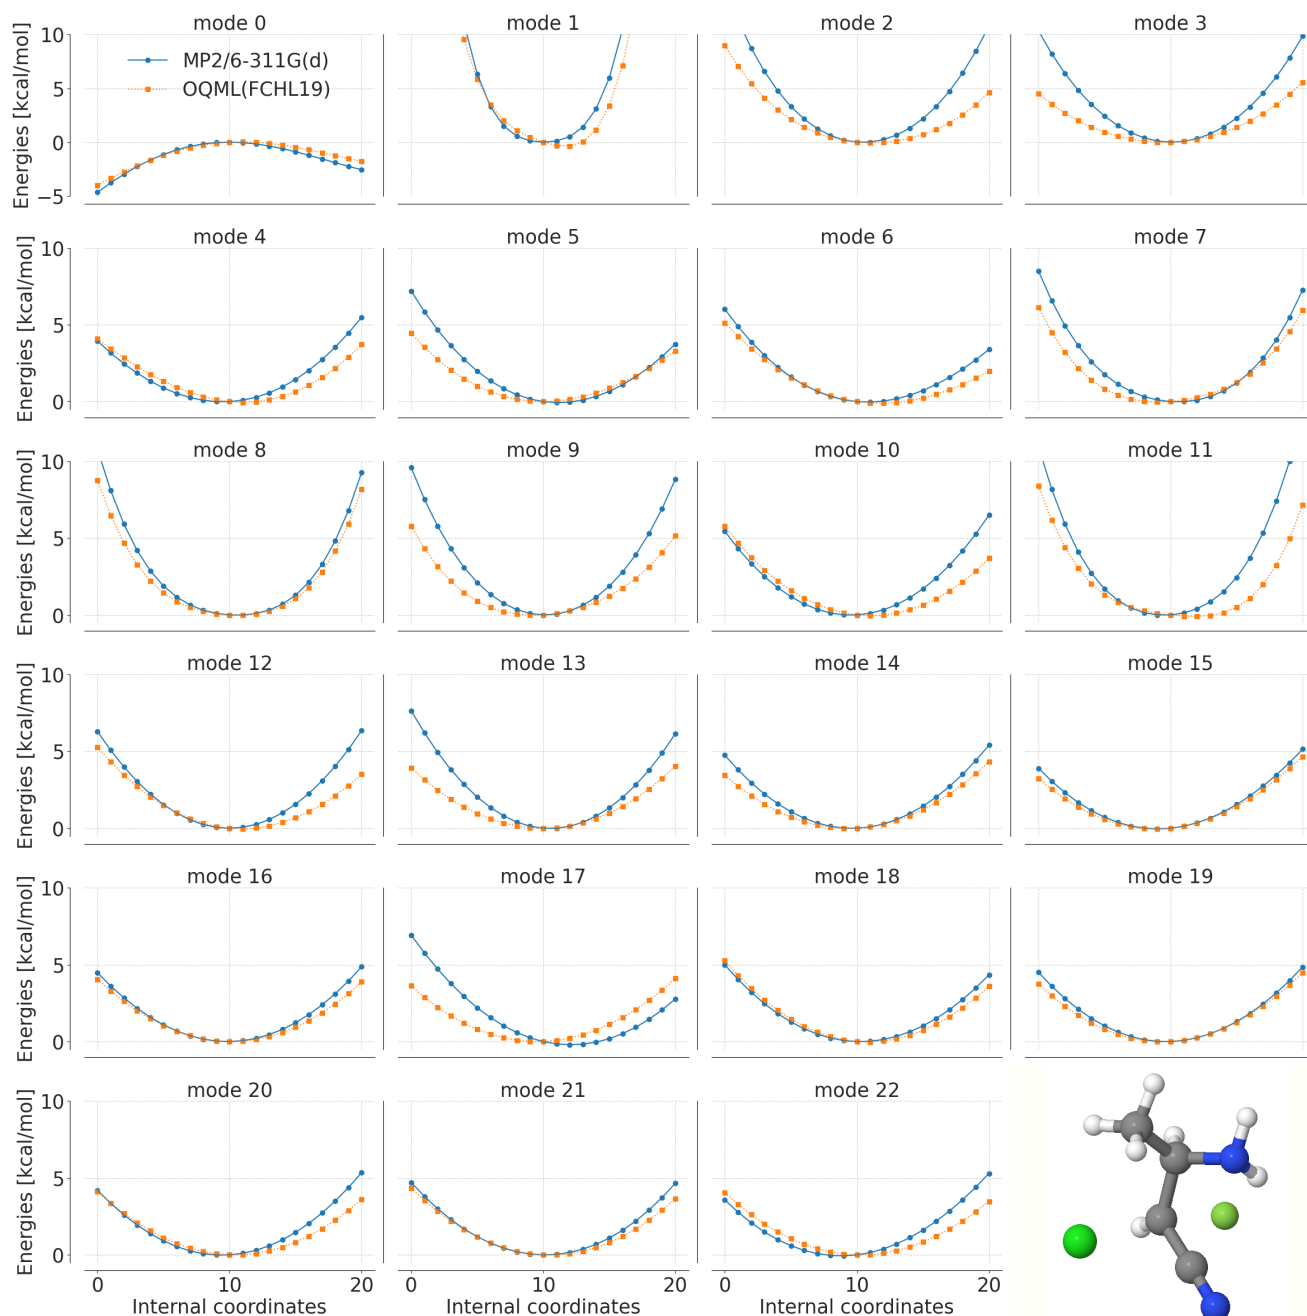 mode 0
mode 1
mode 2
mode 3
Energies [kcal/mol]
10
5
0
−5
MP2/6-311G(d)
OQML(FCHL19)
mode 4
mode 5
mode 6
mode 7
Energies [kcal/mol]
10
5
0
mode 8
mode 9
mode 10
mode 11
Energies [kcal/mol]
10
5
0
mode 12
mode 13
mode 14
mode 15
Energies [kcal/mol]
10
5
0
mode 16
mode 17
mode 18
mode 19
Energies [kcal/mol]
10
5
0
mode 20
mode 21
mode 22
Energies [kcal/mol]
10
5
0
0 10 20
0 10 20
0 10 20
Internal coordinates
Internal coordinates
Internal coordinates